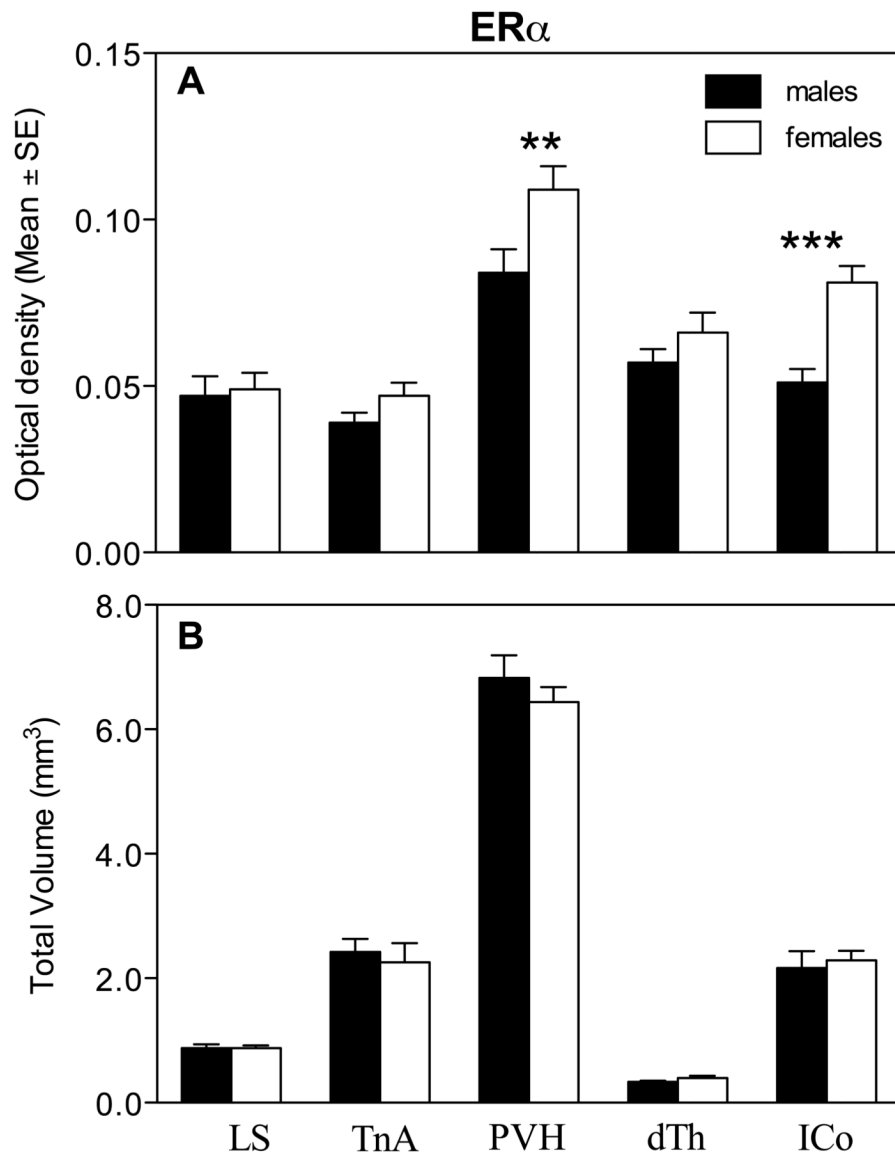 ERα
A
males
females
**
***
Optical density (Mean ± SE)
0.15
0.10
0.05
0.00
B
Total Volume (mm³)
8.0
6.0
4.0
2.0
0.0
LS TnA PVH dTh ICo